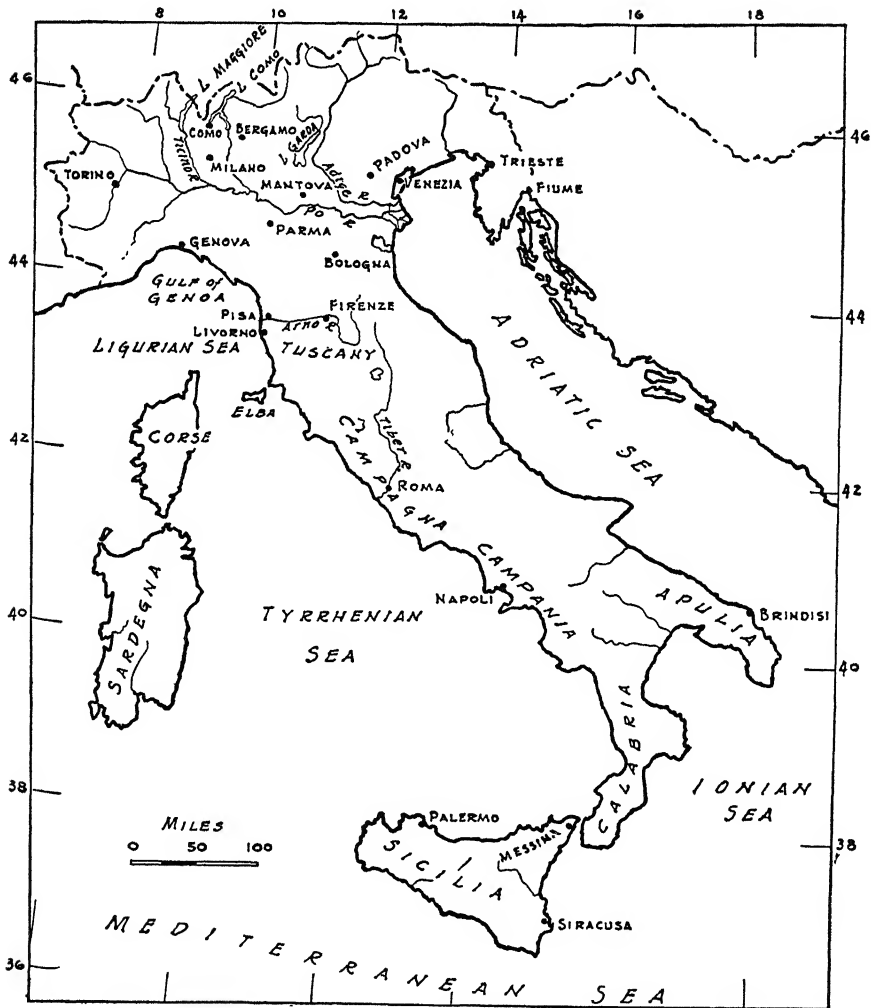 8 10 12 14 16 18
46
46
L. MAGGIORE
L. COMO
COMO
BERGAMO
L. GARDA
Ticino R.
MILANO
Adige R
PADOVA
VENEZIA
TRIESTE
FIUME
TORINO
MANTOVA
Po R
PARMA
GENOVA
BOLOGNA
44
44
GULF OF
GENOA
PISA
FIRENZE
Arno R
LIVORNO
LIGURIAN SEA
TUSCANY
ADRIATIC SEA
ELBA
CORSE
42
42
Tiber R
CAMPAGNA
ROMA
CAMPANIA
NAPOLI
APULIA
BRINDISI
40
40
SARDEGNA
TYRRHENIAN
SEA
CALABRIA
IONIAN
SEA
38
38
MILES
0 50 100
PALERMO
MESSINA
SICILIA
SIRACUSA
MEDITERRANEAN SEA
36